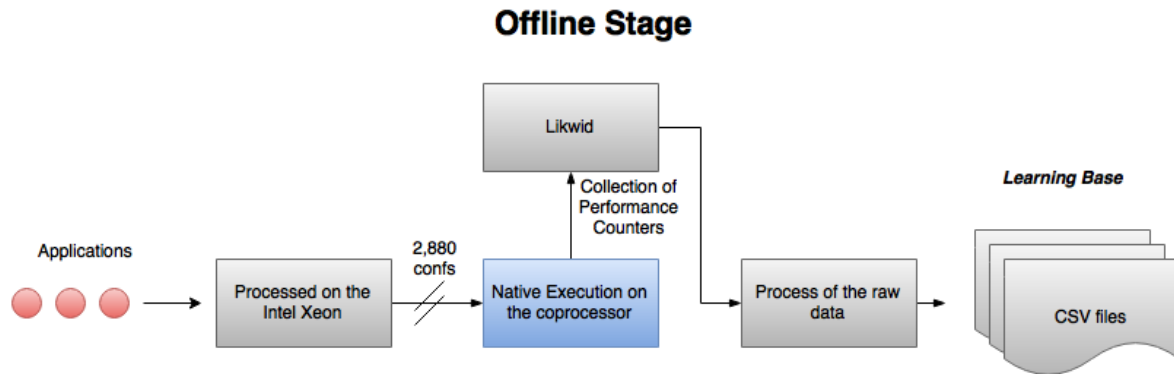 Offline Stage
Likwid
Collection of
Performance
Counters
Learning Base
Applications
2,880
confs
Processed on the
Intel Xeon
Native Execution on
the coprocessor
Process of the raw
data
CSV files